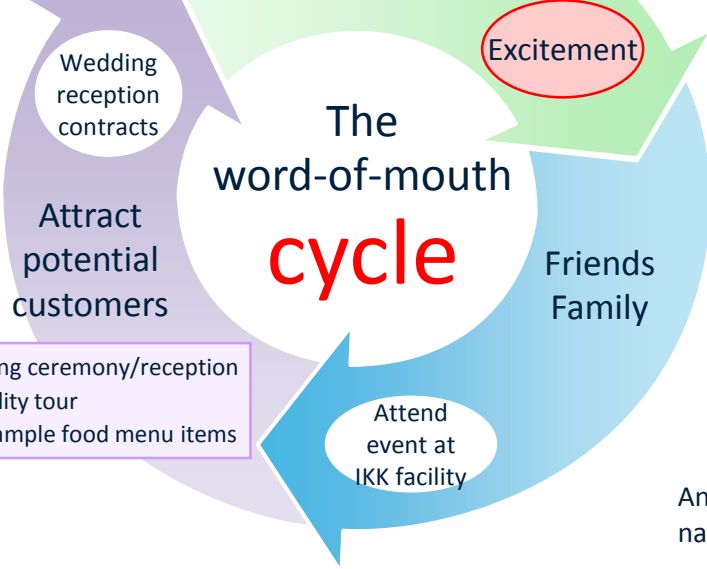 Excitement
Wedding
reception
contracts
The
word-of-mouth
cycle
Attract
potential
customers
Friends
Family
ng ceremony/reception
lity tour
ample food menu items
Attend
event at
IKK facility
An
na